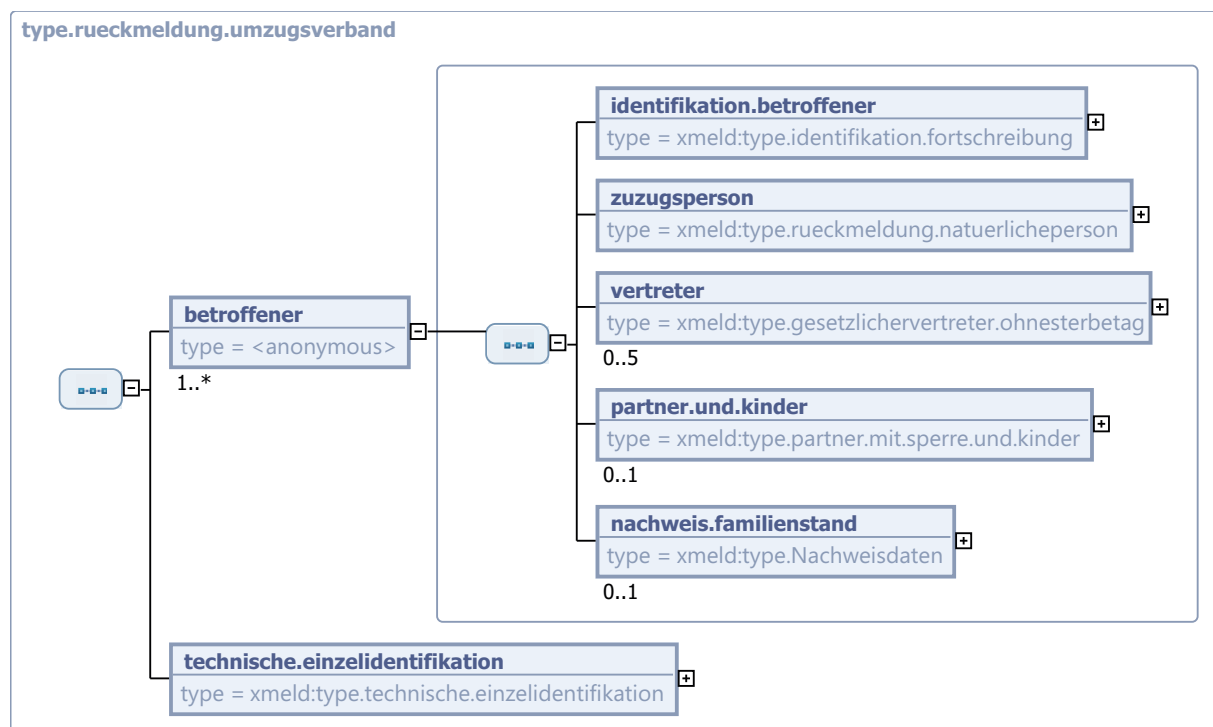 type.rueckmeldung.umzugsverband
identifikation.betroffener
type = xmeld:type.identifikation.fortschreibung
zuzugsperson
type = xmeld:type.rueckmeldung.natuerlicheperson
vertreter
type = xmeld:type.gesetzlichervertreter.ohnesterbetag
0..5
betroffener
type = <anonymous>
1..*
partner.und.kinder
type = xmeld:type.partner.mit.sperre.und.kinder
0..1
nachweis.familienstand
type = xmeld:type.Nachweisdaten
0..1
technische.einzelidentifikation
type = xmeld:type.technische.einzelidentifikation